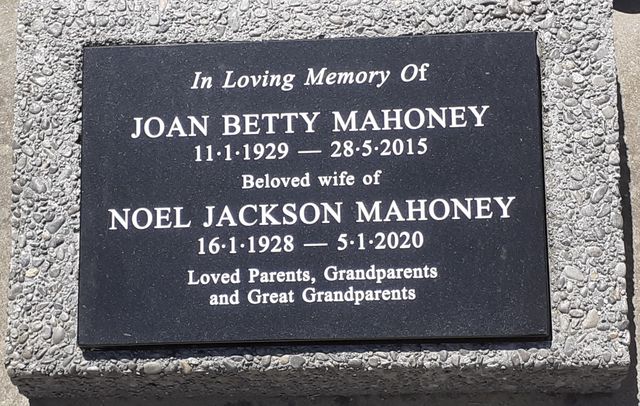 In Loving Memory Of
JOAN BETTY MAHONEY
11·1·1929 — 28·5·2015
Beloved wife of
NOEL JACKSON MAHONEY
16·1·1928 — 5·1·2020
Loved Parents, Grandparents
and Great Grandparents